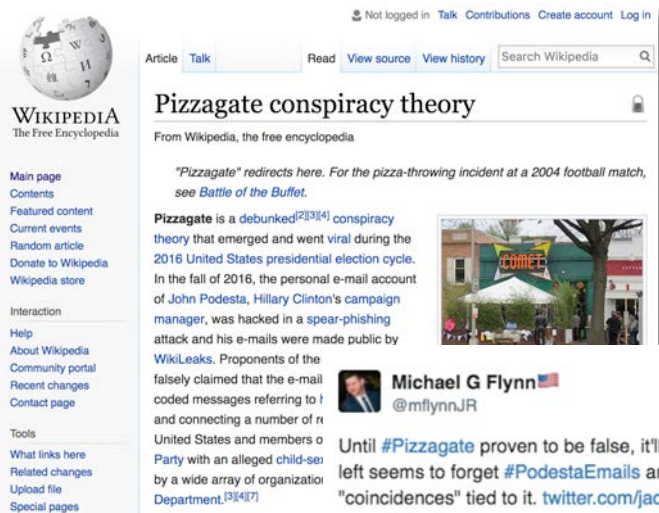 Not logged in Talk Contributions Create account Log in
Article Talk Read View source View history Search Wikipedia
WIKIPEDIA
The Free Encyclopedia
Main page
Contents
Featured content
Current events
Random article
Donate to Wikipedia
Wikipedia store
Interaction
Help
About Wikipedia
Community portal
Recent changes
Contact page
Tools
What links here
Related changes
Upload file
Special pages
Pizzagate conspiracy theory
From Wikipedia, the free encyclopedia
"Pizzagate" redirects here. For the pizza-throwing incident at a 2004 football match,
see Battle of the Buffet.
Pizzagate is a debunked[2][3][4] conspiracy
theory that emerged and went viral during the
2016 United States presidential election cycle.
In the fall of 2016, the personal e-mail account
of John Podesta, Hillary Clinton's campaign
manager, was hacked in a spear-phishing
attack and his e-mails were made public by
WikiLeaks. Proponents of the
falsely claimed that the e-mail
coded messages referring to
and connecting a number of
United States and members
Party with an alleged
by a wide array of
Department.[3][4][7]
COMET
Michael G Flynn
@mflynnJR
Until #Pizzagate proven to be false, it'll
left seems to forget #PodestaEmails
"coincidences" tied to it. twitter.com/jac